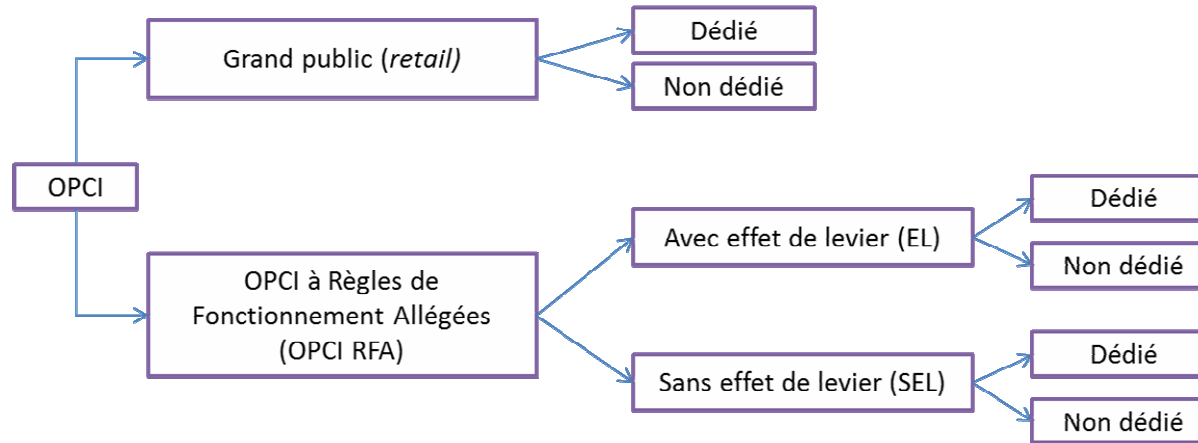 Grand public (retail)
Dédié
Non dédié
OPCI
OPCI à Règles de
Fonctionnement Allégées
(OPCI RFA)
Avec effet de levier (EL)
Dédié
Non dédié
Sans effet de levier (SEL)
Dédié
Non dédié